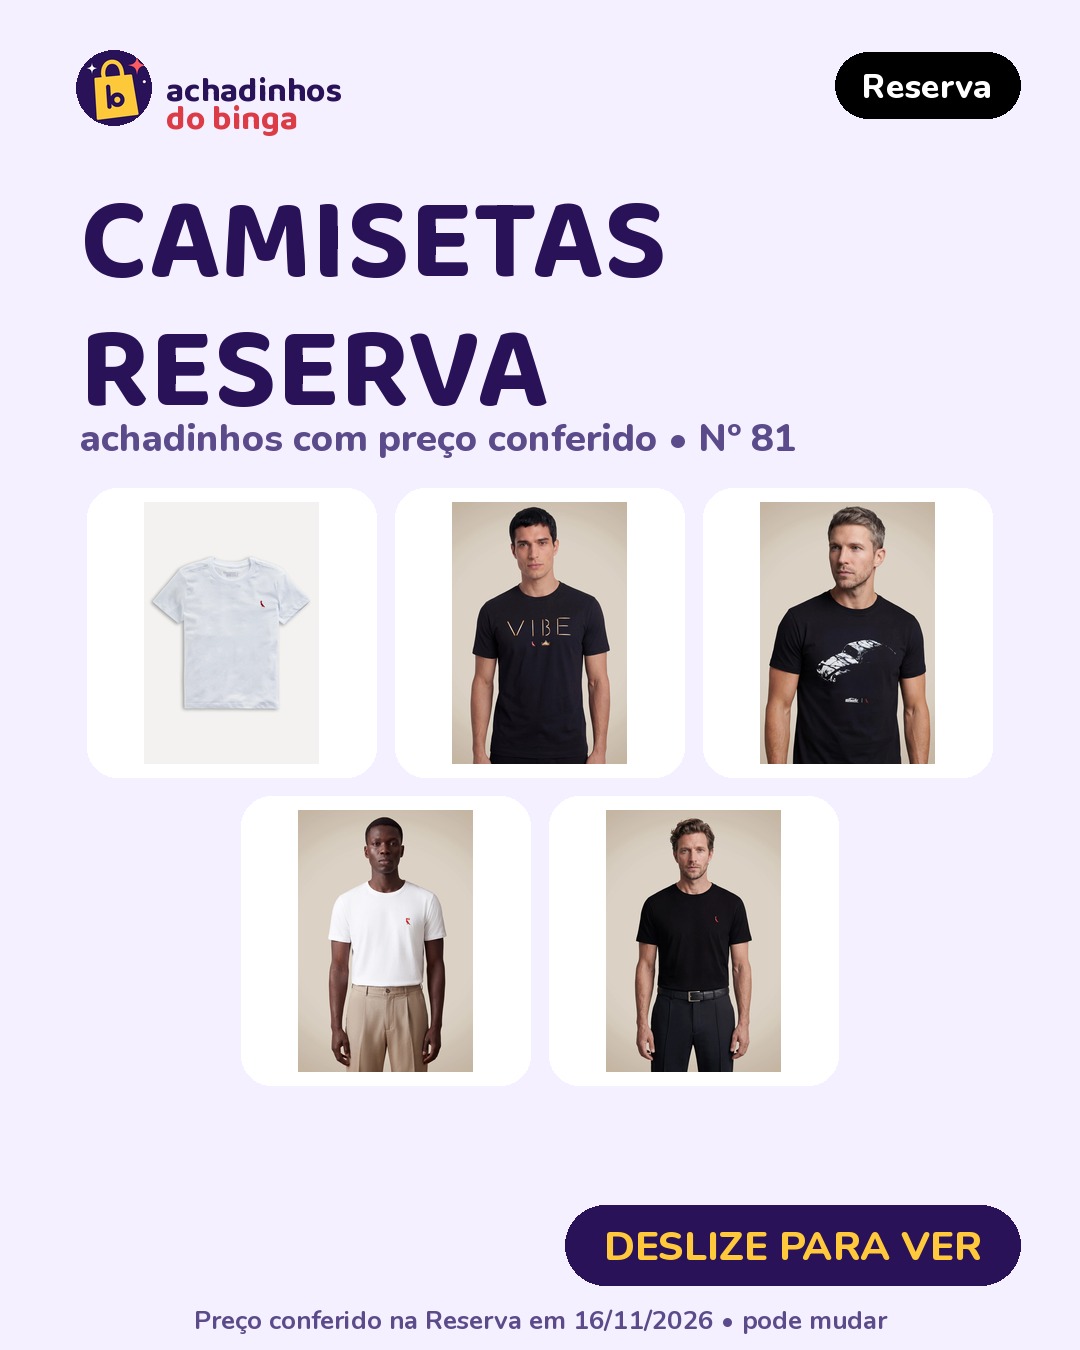 b
achadinhos
do binga
Reserva
CAMISETAS
RESERVA
achadinhos com preço conferido • Nº 81
VIBE
DESLIZE PARA VER
Preço conferido na Reserva em 16/11/2026 • pode mudar